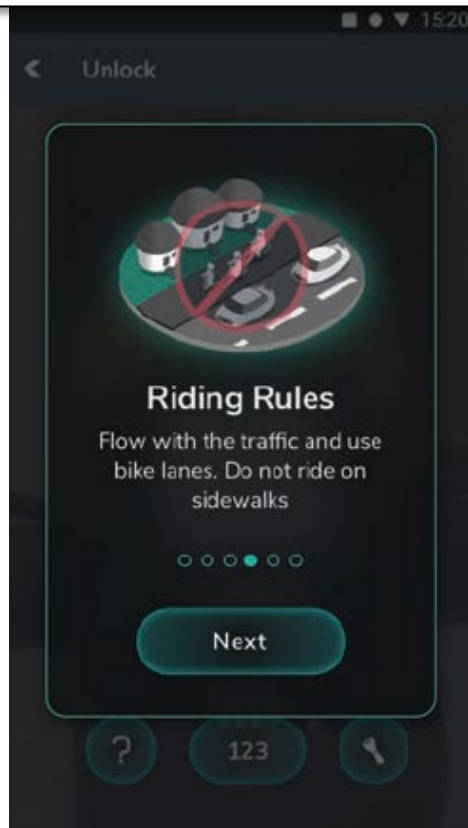 15:20
Unlock
Riding Rules
Flow with the traffic and use
bike lanes. Do not ride on
sidewalks
Next
?
123